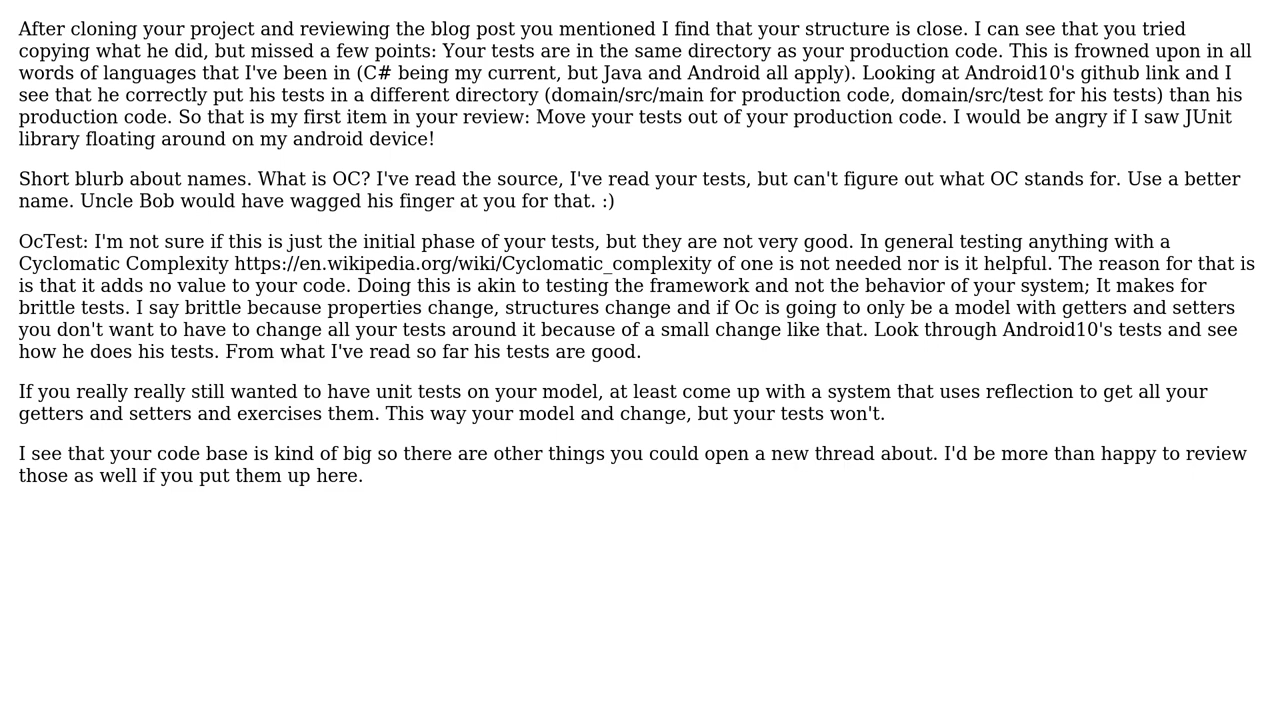 After cloning your project and reviewing the blog post you mentioned I find that your structure is close. I can see that you tried
copying what he did, but missed a few points: Your tests are in the same directory as your production code. This is frowned upon in all
words of languages that I've been in (C# being my current, but Java and Android all apply). Looking at Android10's github link and I
see that he correctly put his tests in a different directory (domain/src/main for production code, domain/src/test for his tests) than his
production code. So that is my first item in your review: Move your tests out of your production code. I would be angry if I saw JUnit
library floating around on my android device!
Short blurb about names. What is OC? I've read the source, I've read your tests, but can't figure out what OC stands for. Use a better
name. Uncle Bob would have wagged his finger at you for that. :)
OcTest: I'm not sure if this is just the initial phase of your tests, but they are not very good. In general testing anything with a
Cyclomatic Complexity https://en.wikipedia.org/wiki/Cyclomatic_complexity of one is not needed nor is it helpful. The reason for that is
is that it adds no value to your code. Doing this is akin to testing the framework and not the behavior of your system; It makes for
brittle tests. I say brittle because properties change, structures change and if Oc is going to only be a model with getters and setters
you don't want to have to change all your tests around it because of a small change like that. Look through Android10's tests and see
how he does his tests. From what I've read so far his tests are good.
If you really really still wanted to have unit tests on your model, at least come up with a system that uses reflection to get all your
getters and setters and exercises them. This way your model and change, but your tests won't.
I see that your code base is kind of big so there are other things you could open a new thread about. I'd be more than happy to review
those as well if you put them up here.